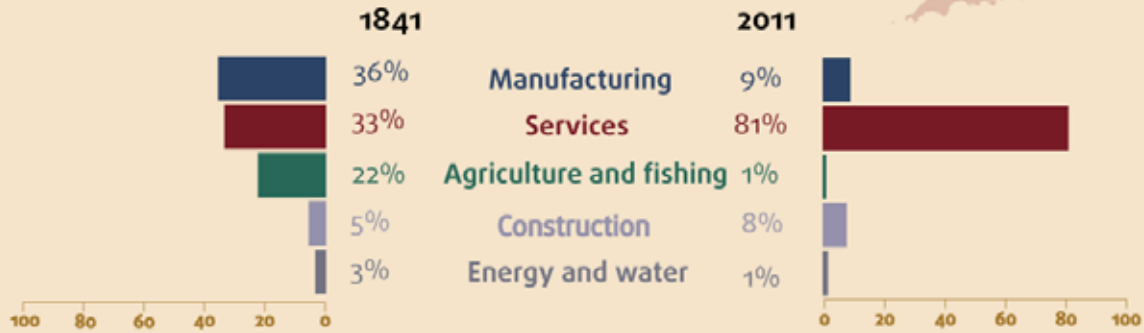 1841 2011
36% Manufacturing 9%
33% Services 81%
22% Agriculture and fishing 1%
5% Construction 8%
3% Energy and water 1%
100 80 60 40 20 0 0 20 40 60 80 100